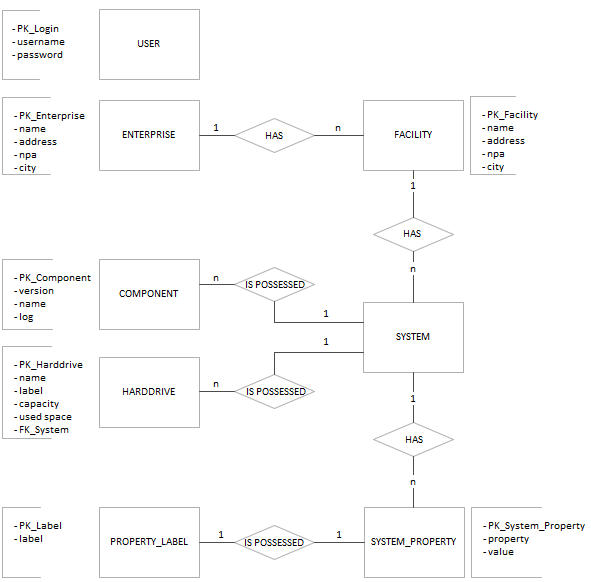 - PK_Login
- username
- password
USER
- PK_Enterprise
- name
- address
- npa
- city
ENTERPRISE
1
HAS
n
FACILITY
- PK_Facility
- name
- address
- npa
- city
1
HAS
n
- PK_Component
- version
- name
- log
COMPONENT
n
IS POSSESSED
1
SYSTEM
1
- PK_Harddrive
- name
- label
- capacity
- used space
- FK_System
HARDDRIVE
n
IS POSSESSED
1
HAS
n
- PK_Label
- label
PROPERTY_LABEL
1
IS POSSESSED
1
SYSTEM_PROPERTY
- PK_System_Property
- property
- value